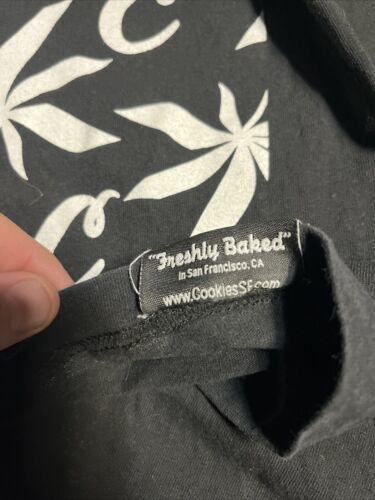 C
C
"Freshly Baked"
In San Francisco, CA
www.CookiesSF.com